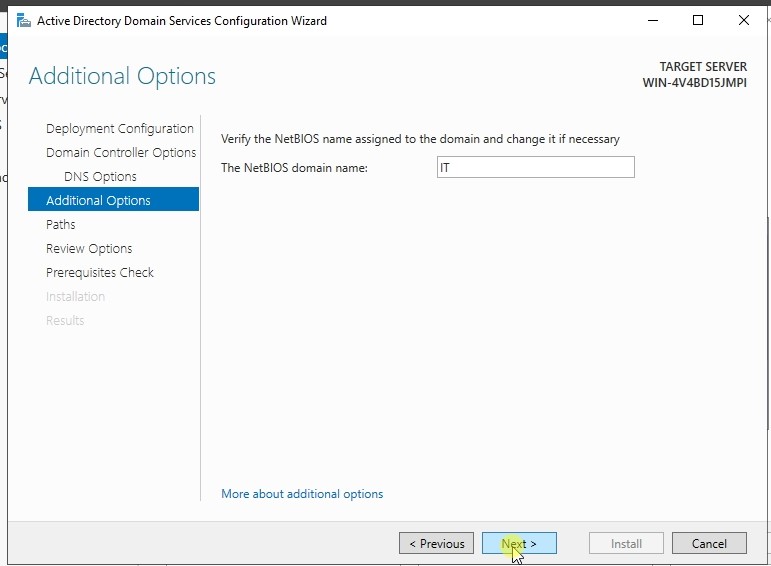 Active Directory Domain Services Configuration Wizard
Additional Options
TARGET SERVER
WIN-4V4BD15JMPI
Deployment Configuration
Domain Controller Options
DNS Options
Additional Options
Paths
Review Options
Prerequisites Check
Installation
Results
Verify the NetBIOS name assigned to the domain and change it if necessary
The NetBIOS domain name: IT
More about additional options
< Previous Next > Install Cancel